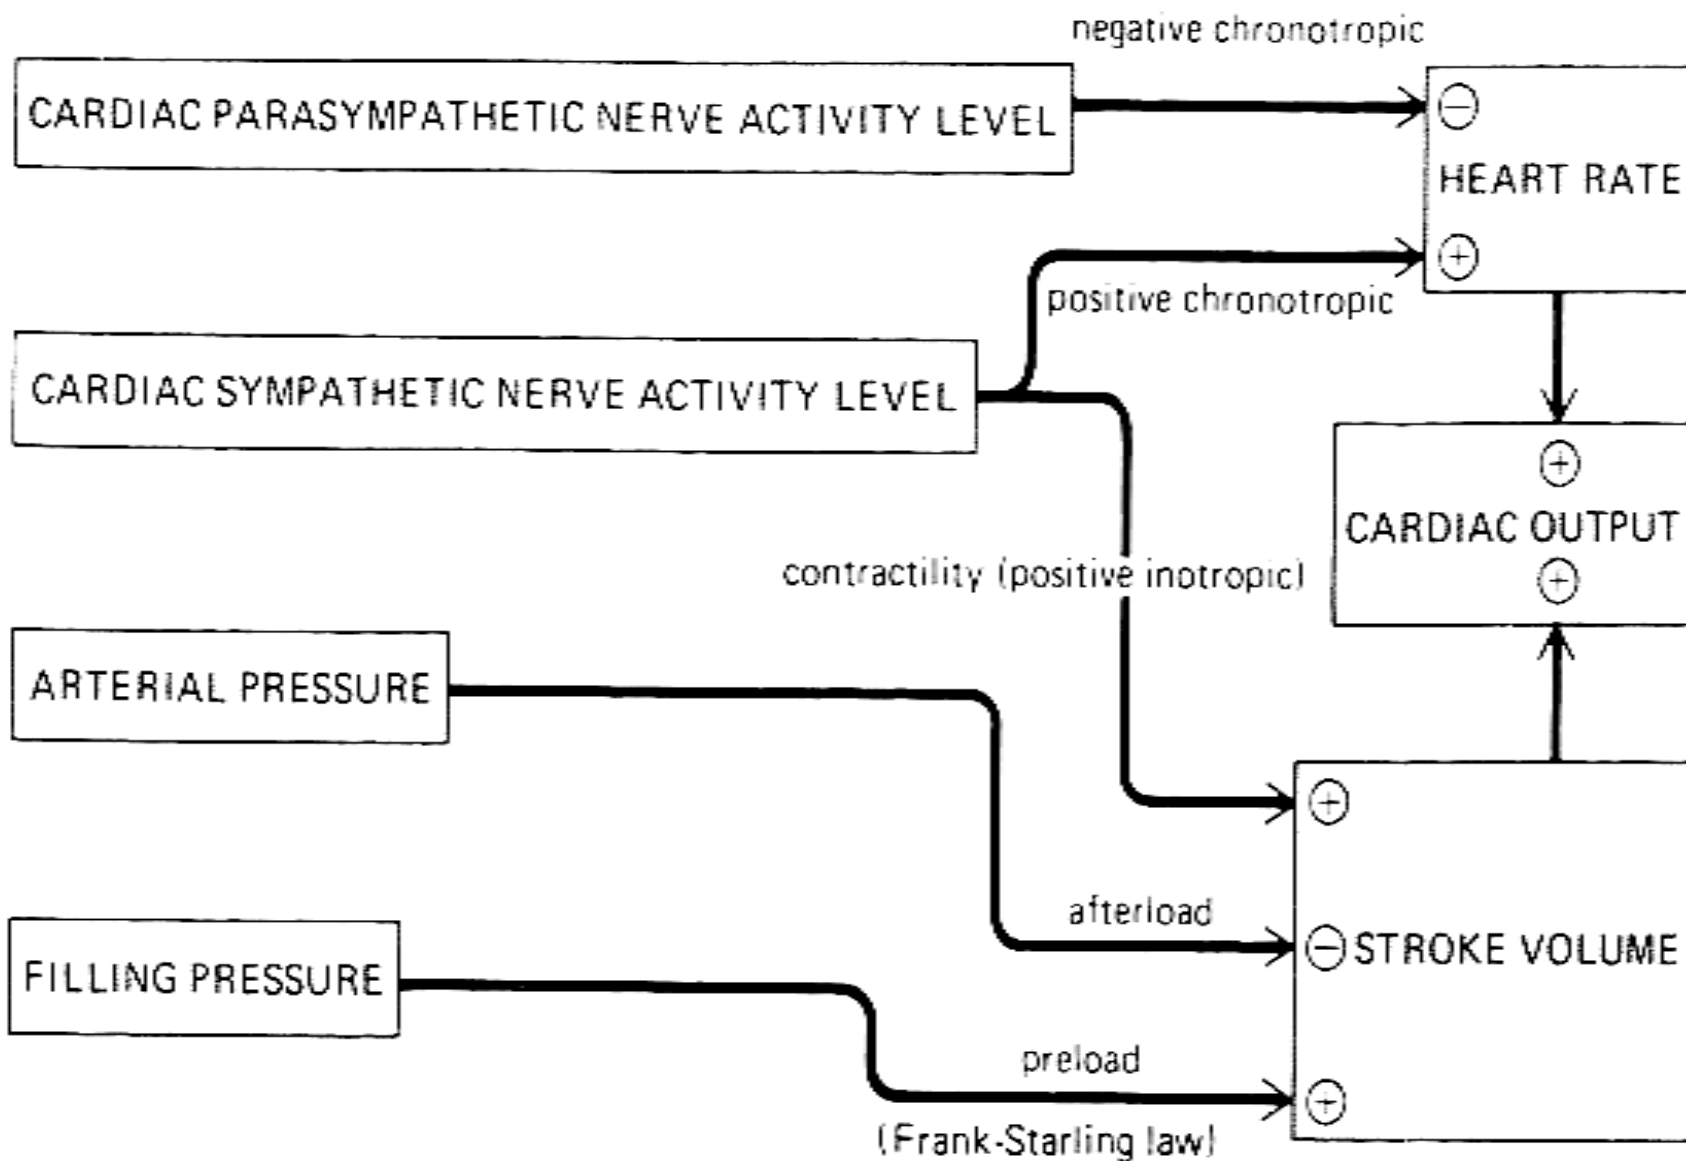 negative chronotropic
CARDIAC PARASYMPATHETIC NERVE ACTIVITY LEVEL
−
HEART RATE
+
positive chronotropic
CARDIAC SYMPATHETIC NERVE ACTIVITY LEVEL
+
CARDIAC OUTPUT
+
contractility (positive inotropic)
ARTERIAL PRESSURE
+
afterload
− STROKE VOLUME
FILLING PRESSURE
preload
+
(Frank-Starling law)